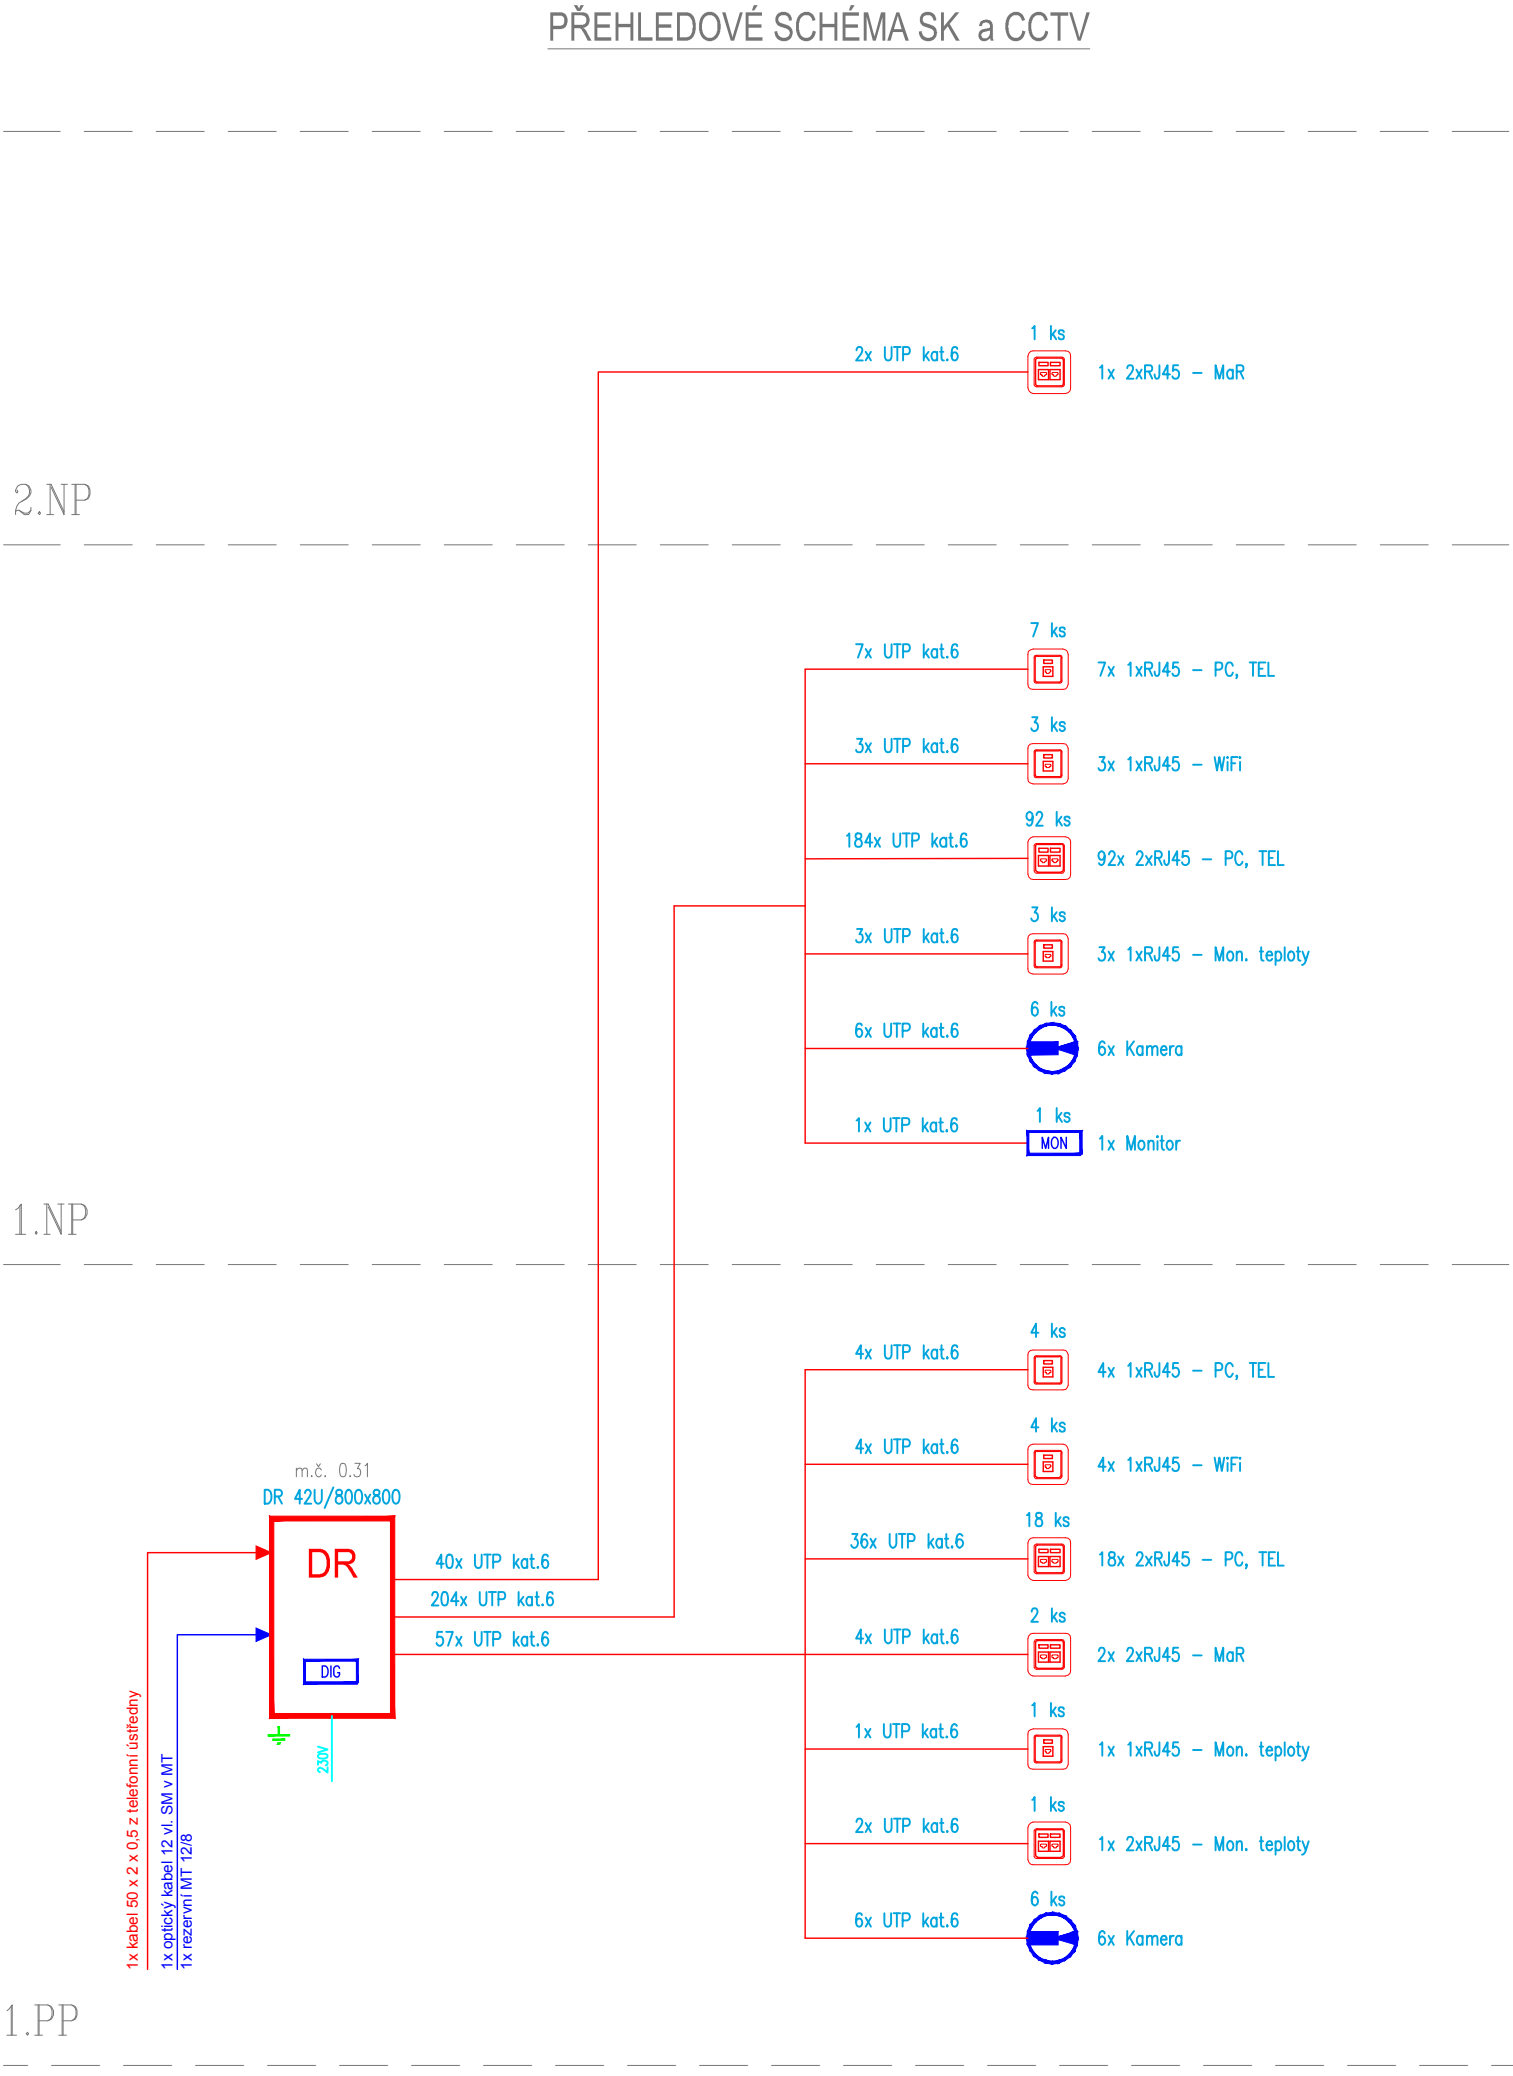 PŘEHLEDOVÉ SCHÉMA SK a CCTV
1 ks
2x UTP kat.6
1x 2xRJ45 – MaR
2.NP
7 ks
7x UTP kat.6
7x 1xRJ45 – PC, TEL
3 ks
3x UTP kat.6
3x 1xRJ45 – WiFi
92 ks
184x UTP kat.6
92x 2xRJ45 – PC, TEL
3 ks
3x UTP kat.6
3x 1xRJ45 – Mon. teploty
6 ks
6x UTP kat.6
6x Kamera
1 ks
1x UTP kat.6
MON
1x Monitor
1.NP
4 ks
4x UTP kat.6
4x 1xRJ45 – PC, TEL
4 ks
4x UTP kat.6
4x 1xRJ45 – WiFi
18 ks
36x UTP kat.6
18x 2xRJ45 – PC, TEL
2 ks
4x UTP kat.6
2x 2xRJ45 – MaR
1 ks
1x UTP kat.6
1x 1xRJ45 – Mon. teploty
1 ks
2x UTP kat.6
1x 2xRJ45 – Mon. teploty
6 ks
6x UTP kat.6
6x Kamera
m.č. 0.31
DR 42U/800x800
DR
DIG
40x UTP kat.6
204x UTP kat.6
57x UTP kat.6
230V
1x kabel 50 x 2 x 0,5 z telefonní ústředny
1x optický kabel 12 vl. SM v MT
1x rezervní MT 12/8
1.PP